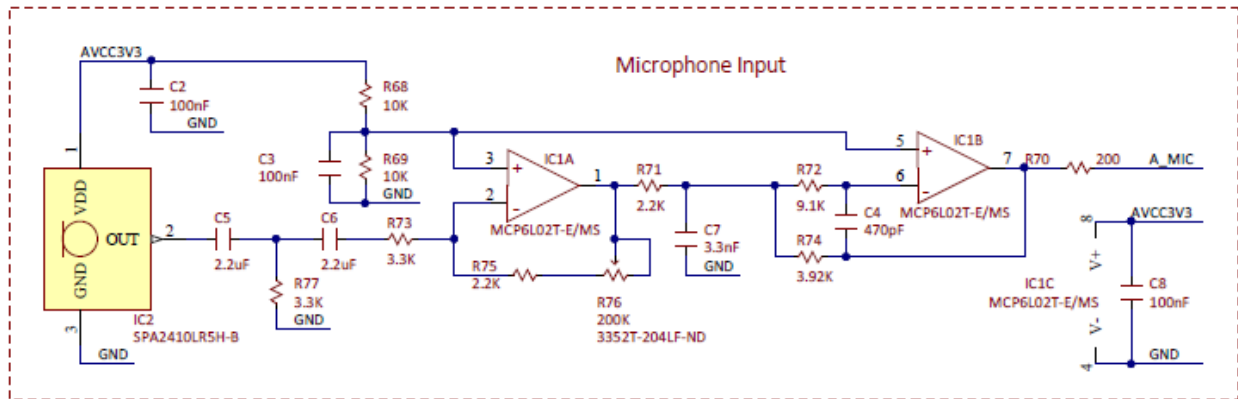 Microphone Input
AVCC3V3
C2
100nF
GND
R68
10K
C3
100nF
R69
10K
GND
1
VDD
OUT
GND
3
2
IC2
SPA2410LR5H-B
GND
C5
2.2uF
R77
3.3K
GND
C6
2.2uF
R73
3.3K
3
+
2
-
1
IC1A
MCP6L02T-E/MS
R75
2.2K
R76
200K
3352T-204LF-ND
R71
2.2K
C7
3.3nF
GND
R72
9.1K
C4
470pF
R74
3.92K
5
+
6
-
7
IC1B
MCP6L02T-E/MS
R70
200
A_MIC
8
AVCC3V3
V+
IC1C
MCP6L02T-E/MS
V-
C8
100nF
4
GND